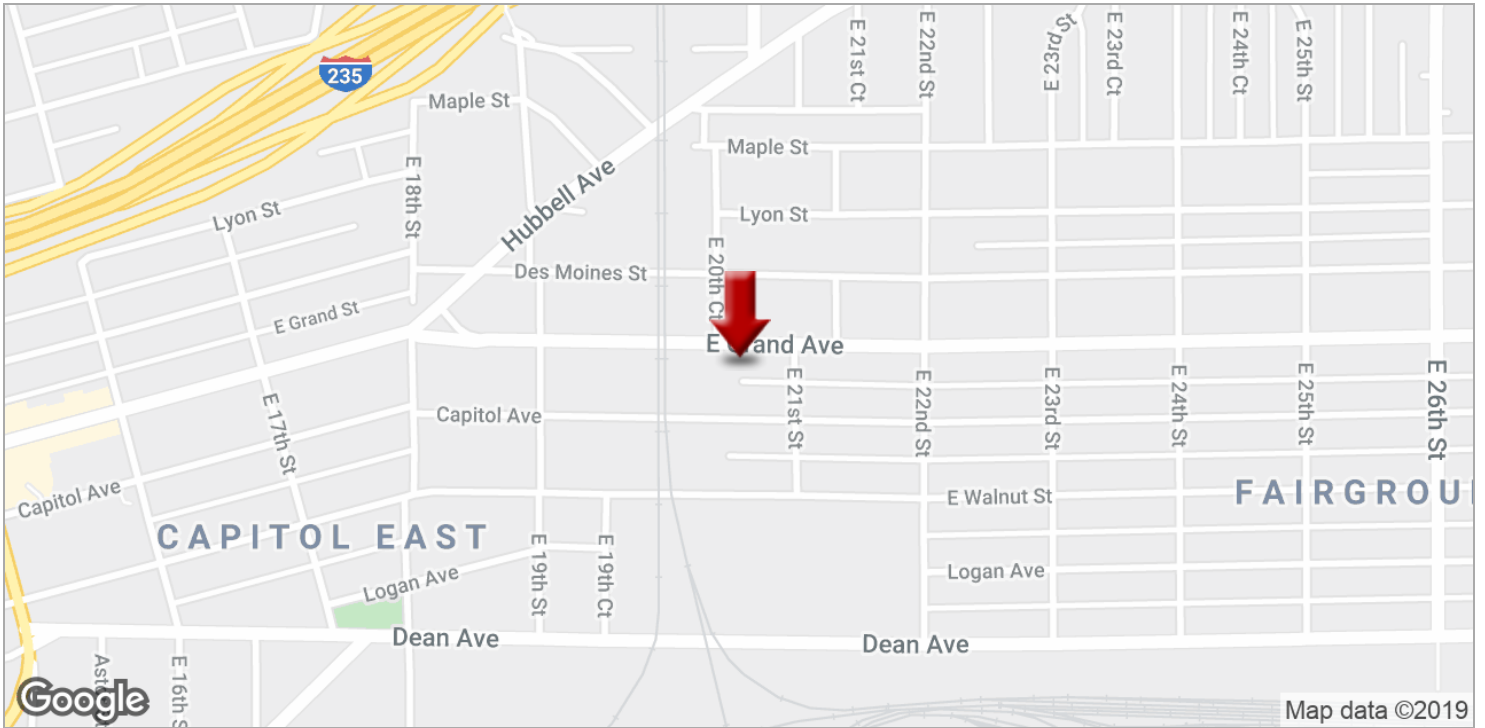 E 21st Ct
E 22nd St
E 23rd St
E 23rd Ct
E 24th Ct
E 25th St
235
Maple St
Maple St
E 18th St
Hubbell Ave
Lyon St
Lyon St
E 20th Ct
Des Moines St
E Grand St
E Grand Ave
E 17th St
Capitol Ave
E 21st St
E 22nd St
E 23rd St
E 24th St
E 25th St
E 26th St
Capitol Ave
E Walnut St
FAIRGROU
CAPITOL EAST
E 19th St
E 19th Ct
Logan Ave
Logan Ave
Dean Ave
Dean Ave
E 16th S
Google
Map data ©2019